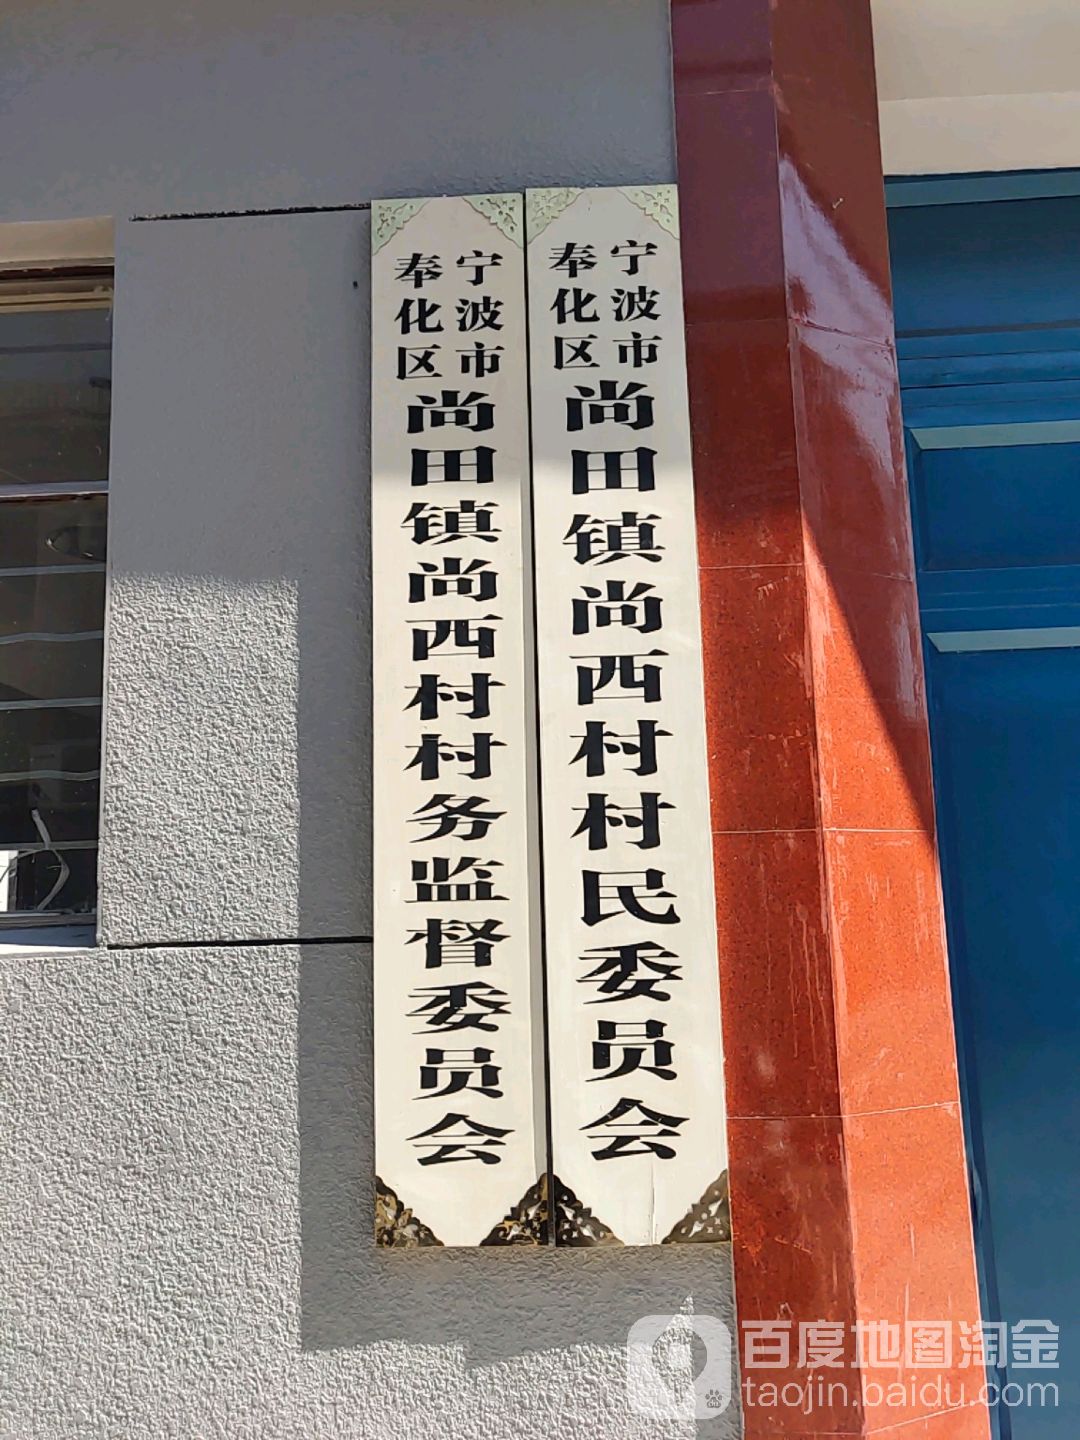 宁波市
奉化区
尚田镇尚西村村民委员会
宁波市
奉化区
尚田镇尚西村村务监督委员会
百度地图淘金
taojin.baidu.com